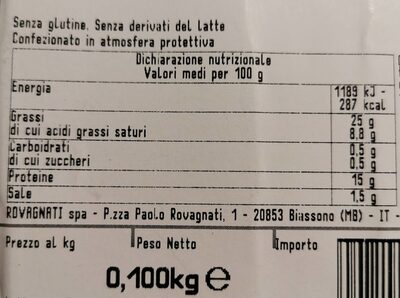 Senza glutine. Senza derivati del Latte
Confezionato in atmosfera protettiva
Dichiarazione nutrizionale
Valori medi per 100 g
Energia 1189 kJ -
287 kcal
Grassi 25 g
di cui acidi grassi saturi 8,8 g
Carboidrati 0,5 g
di cui zuccheri 0,5 g
Proteine 15 g
Sale 1,5 g
ROVAGNATI spa - P.zza Paolo Rovagnati, 1 - 20853 Biassono (MB) - IT -
Prezzo al kg Peso Netto Importo
0,100kg e